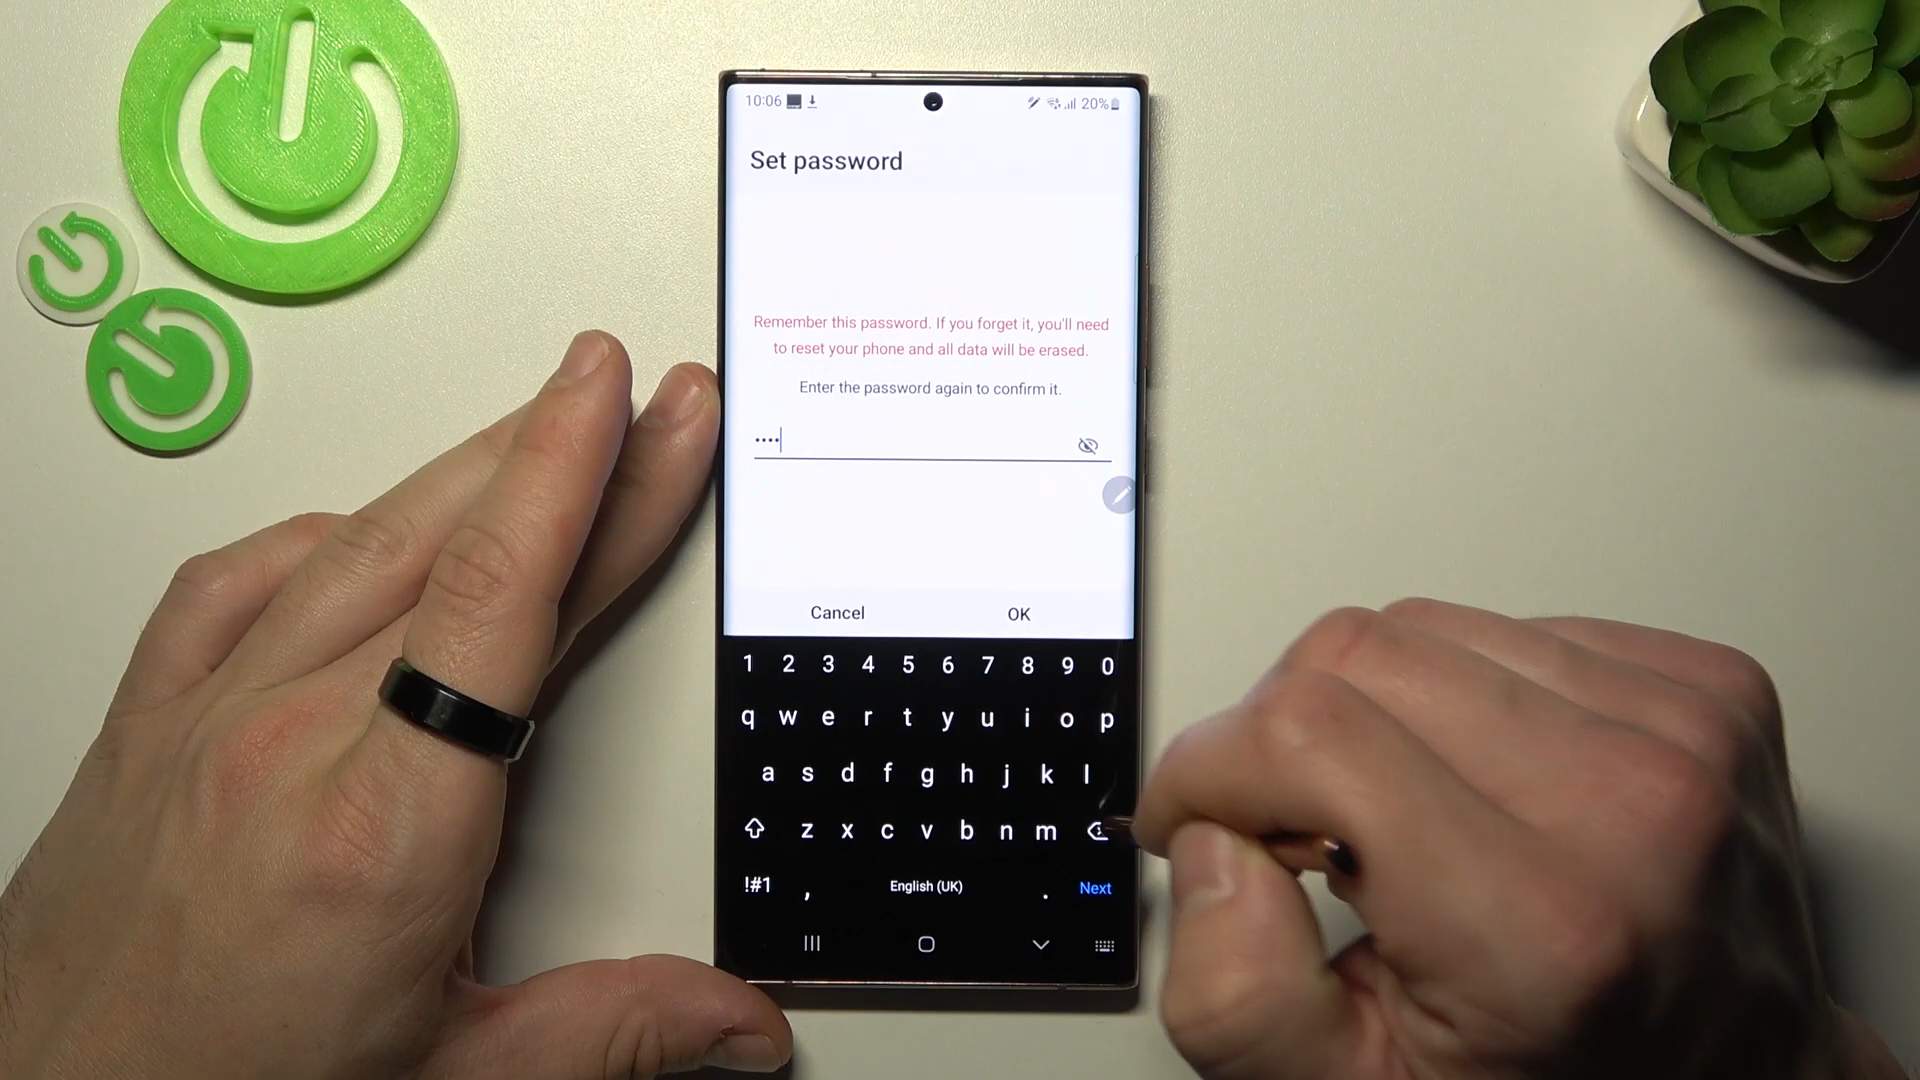 10:06
20%
Set password
Remember this password. If you forget it, you'll need
to reset your phone and all data will be erased.
Enter the password again to confirm it.
••••
Cancel OK
1 2 3 4 5 6 7 8 9 0
q w e r t y u i o p
a s d f g h j k l
z x c v b n m
!#1 , English (UK) . Next